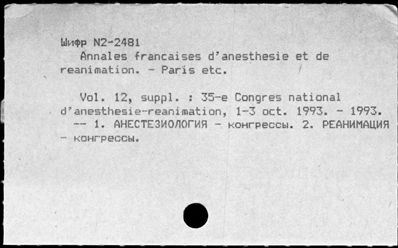 Шифр N2-2481
Annales francaises d'anesthesie et de
reanimation. - Paris etc.
Vol. 12, suppl. : 35-e Congres national
d'anesthesie-reanimation, 1-3 oct. 1993. - 1993.
-- 1. АНЕСТЕЗИОЛОГИЯ - конгрессы. 2. РЕАНИМАЦИЯ
- конгрессы.